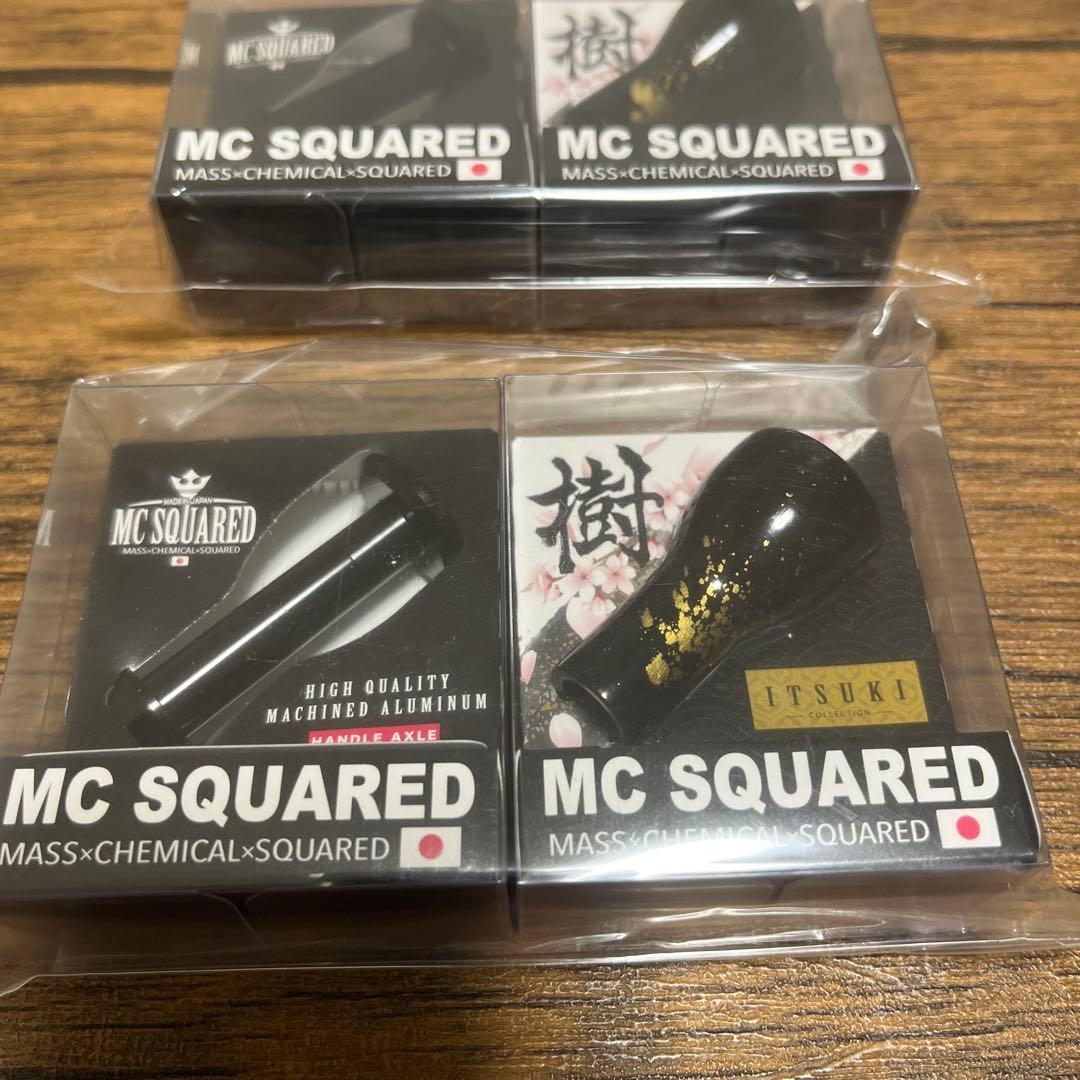 MC SQUARED
MC SQUARED
MASS×CHEMICAL×SQUARED
樹
MC SQUARED
MASS×CHEMICAL×SQUARED
MADE IN JAPAN
MC SQUARED
MASS×CHEMICAL×SQUARED
HIGH QUALITY
MACHINED ALUMINUM
HANDLE AXLE
MC SQUARED
MASS×CHEMICAL×SQUARED
樹
ITSUKI
COLLECTION
MC SQUARED
MASS×CHEMICAL×SQUARED